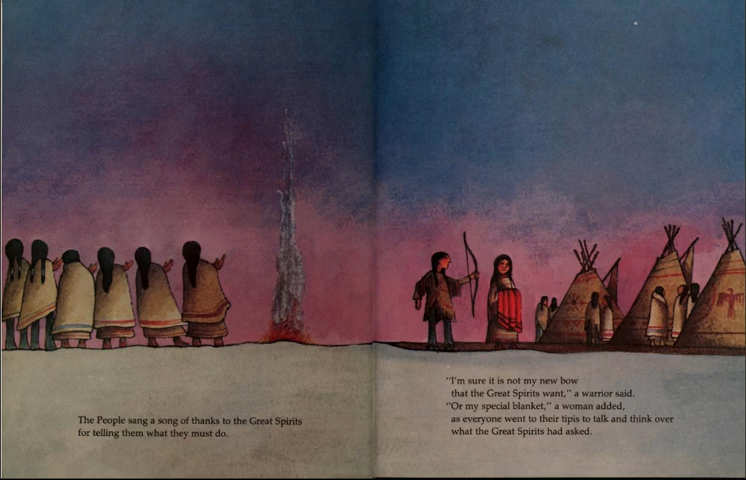 The People sang a song of thanks to the Great Spirits
for telling them what they must do.
"I'm sure it is not my new bow
that the Great Spirits want," a warrior said.
"Or my special blanket," a woman added,
as everyone went to their tipis to talk and think over
what the Great Spirits had asked.